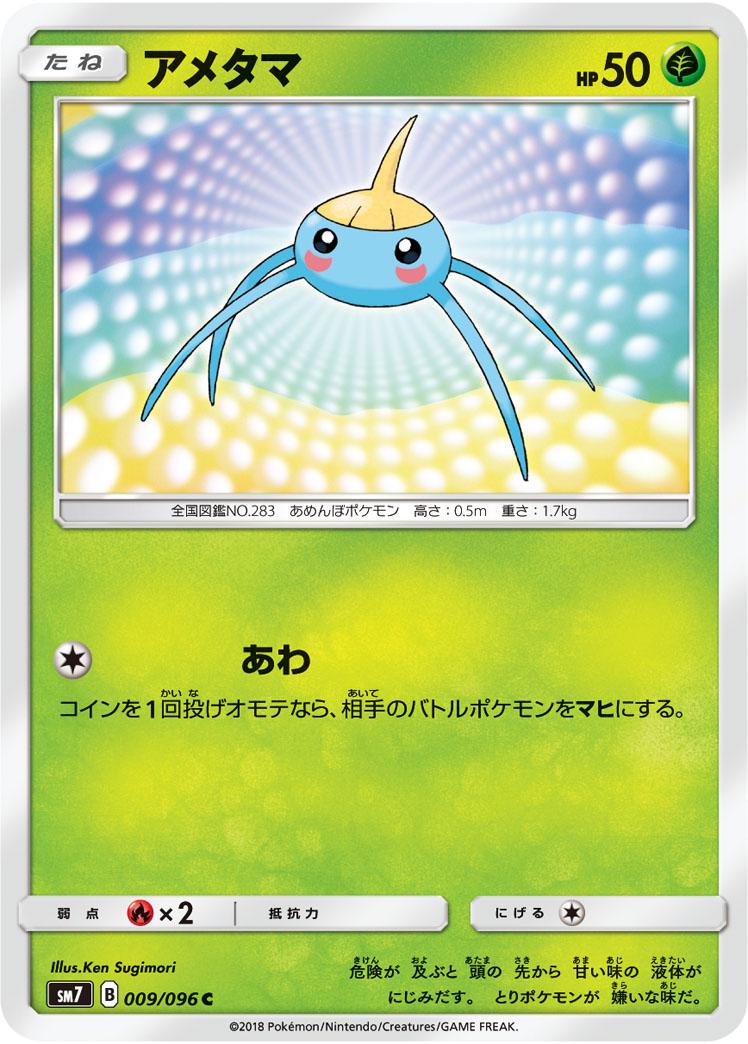 たね アメタマ HP50
全国図鑑NO.283 あめんぼポケモン 高さ：0.5m 重さ：1.7kg
あわ
コインを1回投げオモテなら、相手のバトルポケモンをマヒにする。
弱点 ×2 抵抗力 にげる
Illus.Ken Sugimori
危険が 及ぶと 頭の 先から 甘い味の 液体が
にじみだす。 とりポケモンが 嫌いな味だ。
SM7 B 009/096 C
©2018 Pokémon/Nintendo/Creatures/GAME FREAK.